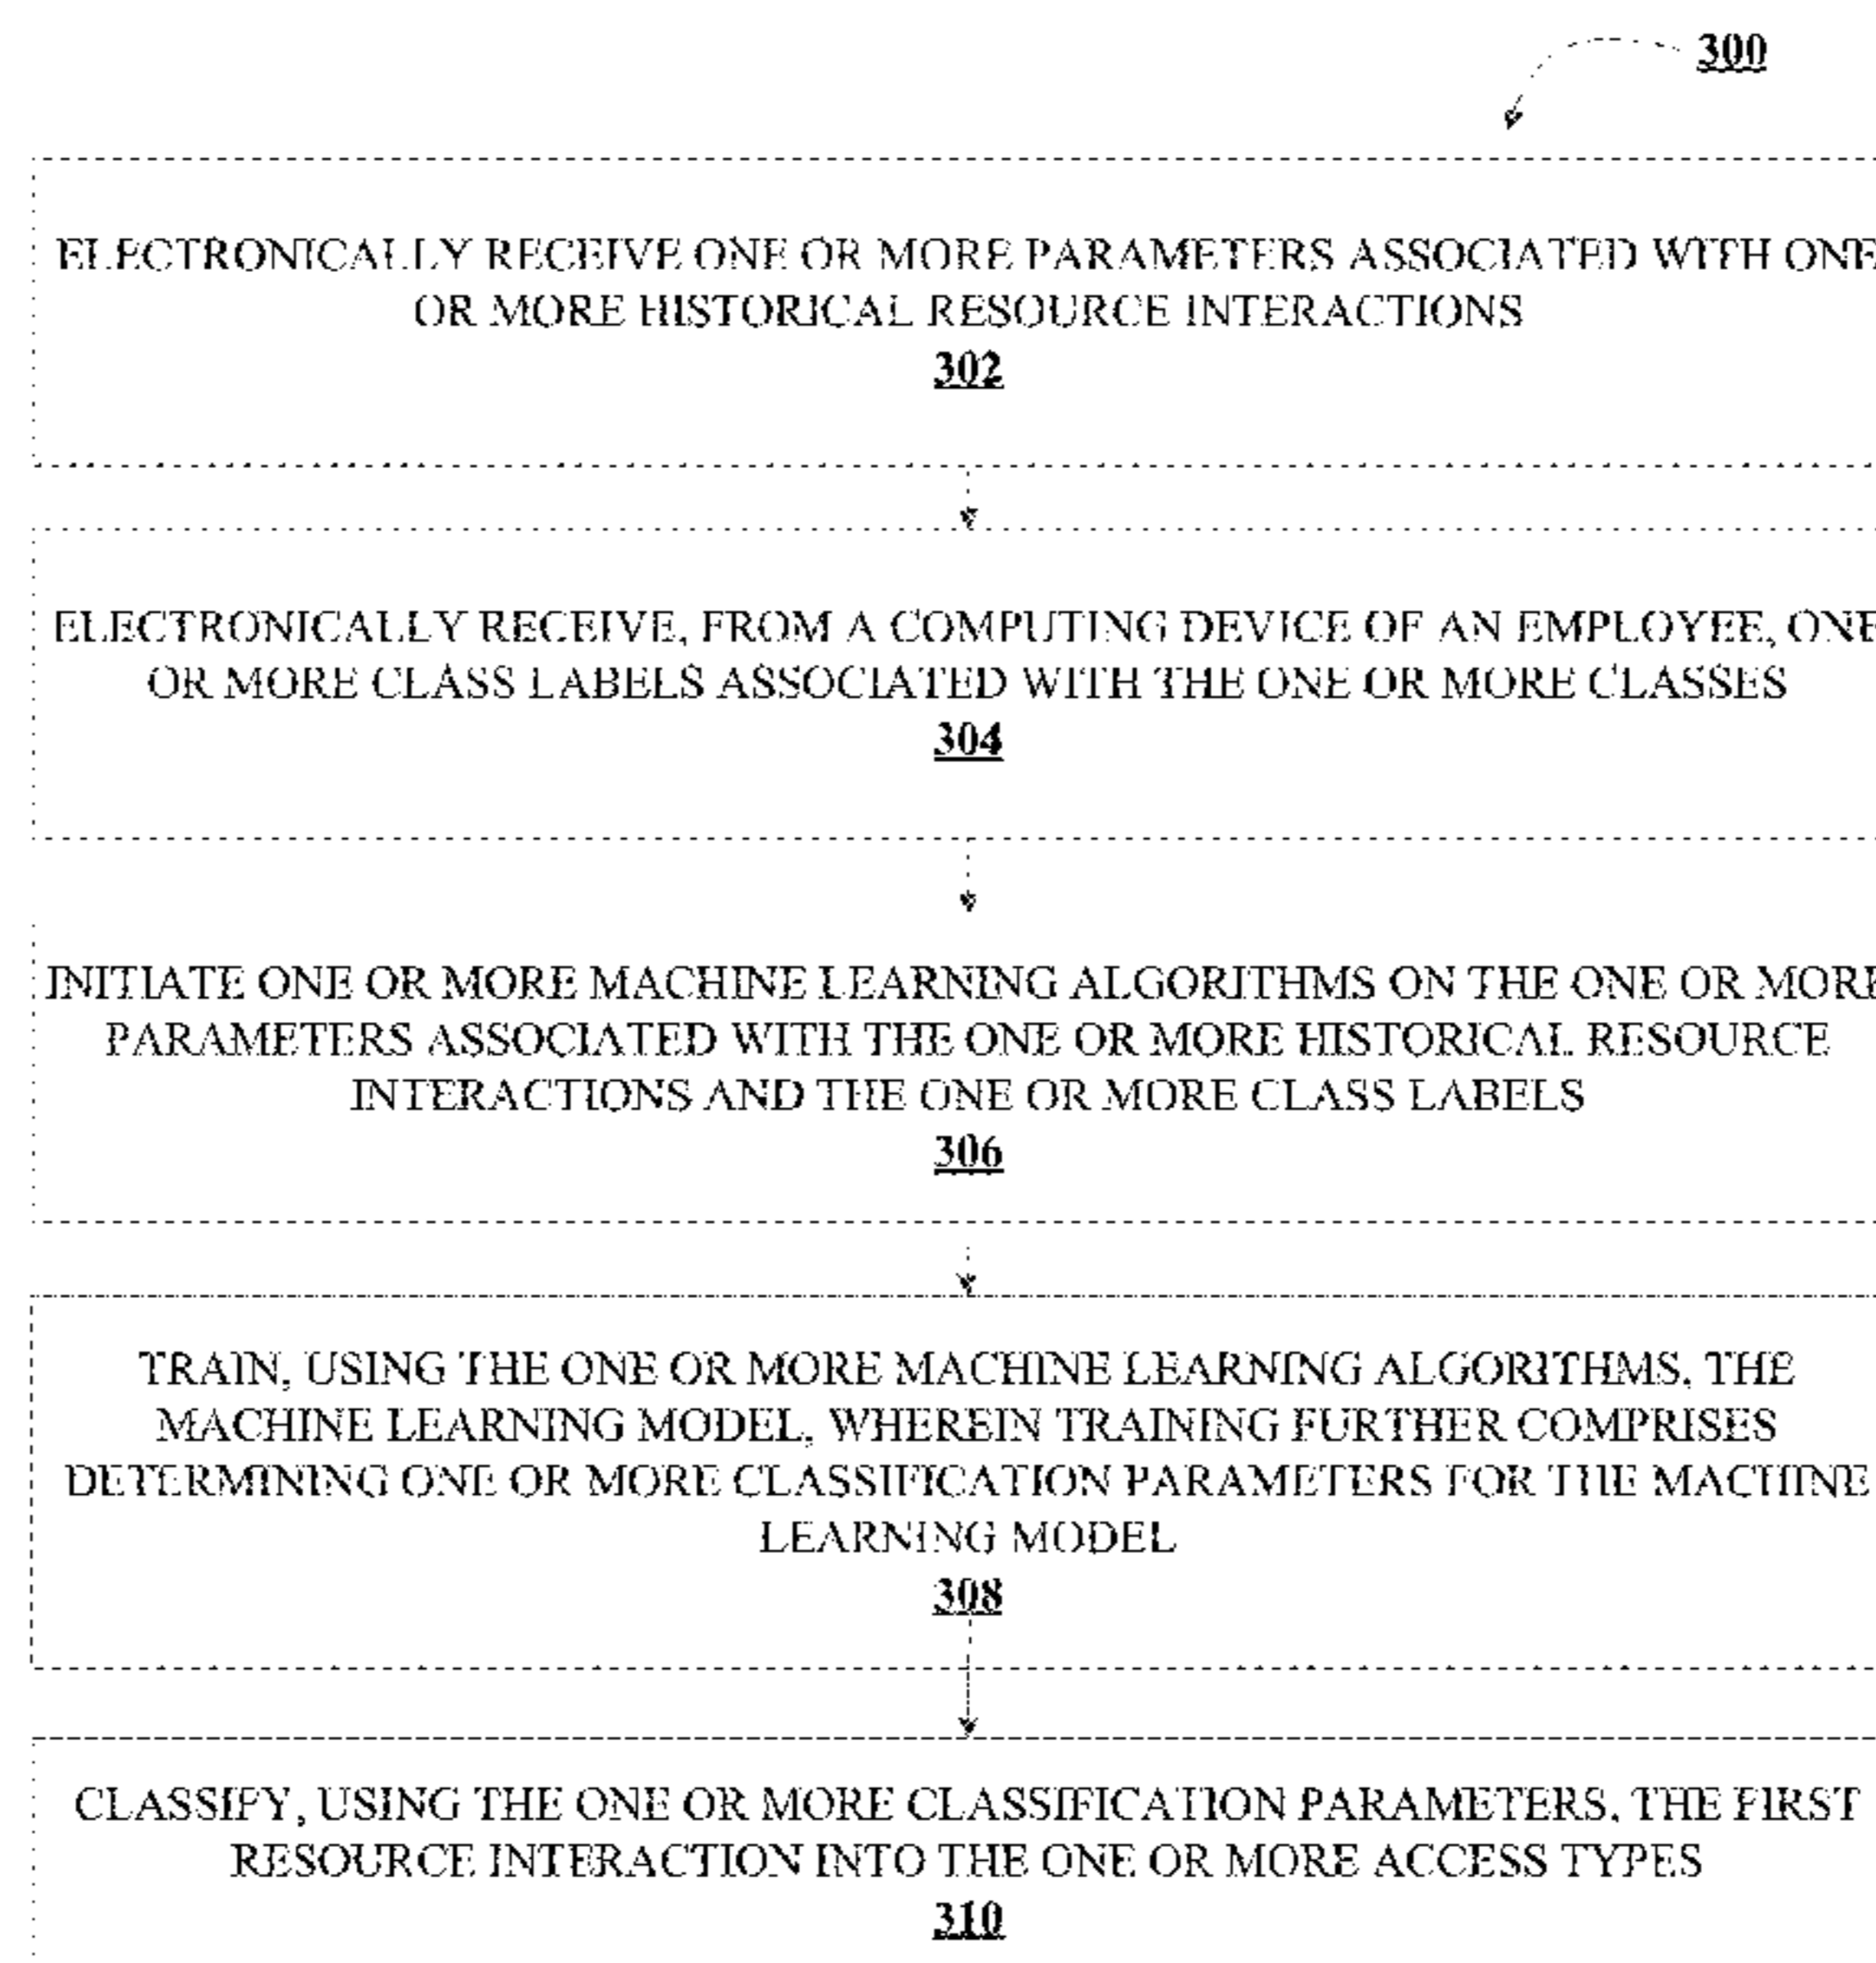 300
ELECTRONICALLY RECEIVE ONE OR MORE PARAMETERS ASSOCIATED WITH ONE
OR MORE HISTORICAL RESOURCE INTERACTIONS
302
ELECTRONICALLY RECEIVE, FROM A COMPUTING DEVICE OF AN EMPLOYEE, ONE
OR MORE CLASS LABELS ASSOCIATED WITH THE ONE OR MORE CLASSES
304
INITIATE ONE OR MORE MACHINE LEARNING ALGORITHMS ON THE ONE OR MORE
PARAMETERS ASSOCIATED WITH THE ONE OR MORE HISTORICAL RESOURCE
INTERACTIONS AND THE ONE OR MORE CLASS LABELS
306
TRAIN, USING THE ONE OR MORE MACHINE LEARNING ALGORITHMS, THE
MACHINE LEARNING MODEL, WHEREIN TRAINING FURTHER COMPRISES
DETERMINING ONE OR MORE CLASSIFICATION PARAMETERS FOR THE MACHINE
LEARNING MODEL
308
CLASSIFY, USING THE ONE OR MORE CLASSIFICATION PARAMETERS, THE FIRST
RESOURCE INTERACTION INTO THE ONE OR MORE ACCESS TYPES
310